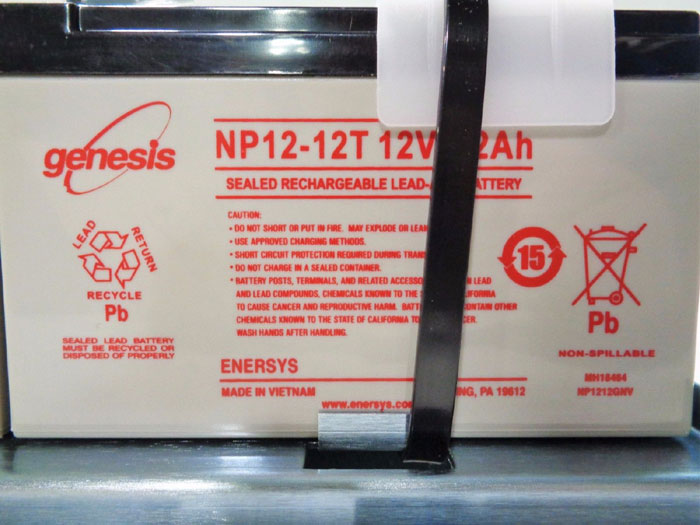 genesis
NP12-12T 12V 2Ah
SEALED RECHARGEABLE LEAD- ATTERY
CAUTION:
• DO NOT SHORT OR PUT IN FIRE. MAY EXPLODE OR LEAK
• USE APPROVED CHARGING METHODS.
• SHORT CIRCUIT PROTECTION REQUIRED DURING TRAN
• DO NOT CHARGE IN A SEALED CONTAINER.
• BATTERY POSTS, TERMINALS, AND RELATED ACCESSO N LEAD
AND LEAD COMPOUNDS, CHEMICALS KNOWN TO THE LIFORNIA
TO CAUSE CANCER AND REPRODUCTIVE HARM. BATT ONTAIN OTHER
CHEMICALS KNOWN TO THE STATE OF CALIFORNIA TO CER.
WASH HANDS AFTER HANDLING.
LEAD
RETURN
RECYCLE
Pb
SEALED LEAD BATTERY
MUST BE RECYCLED OR
DISPOSED OF PROPERLY
15
Pb
NON-SPILLABLE
MH16464
NP1212GNV
ENERSYS
MADE IN VIETNAM NG, PA 19612
www.enersys.co